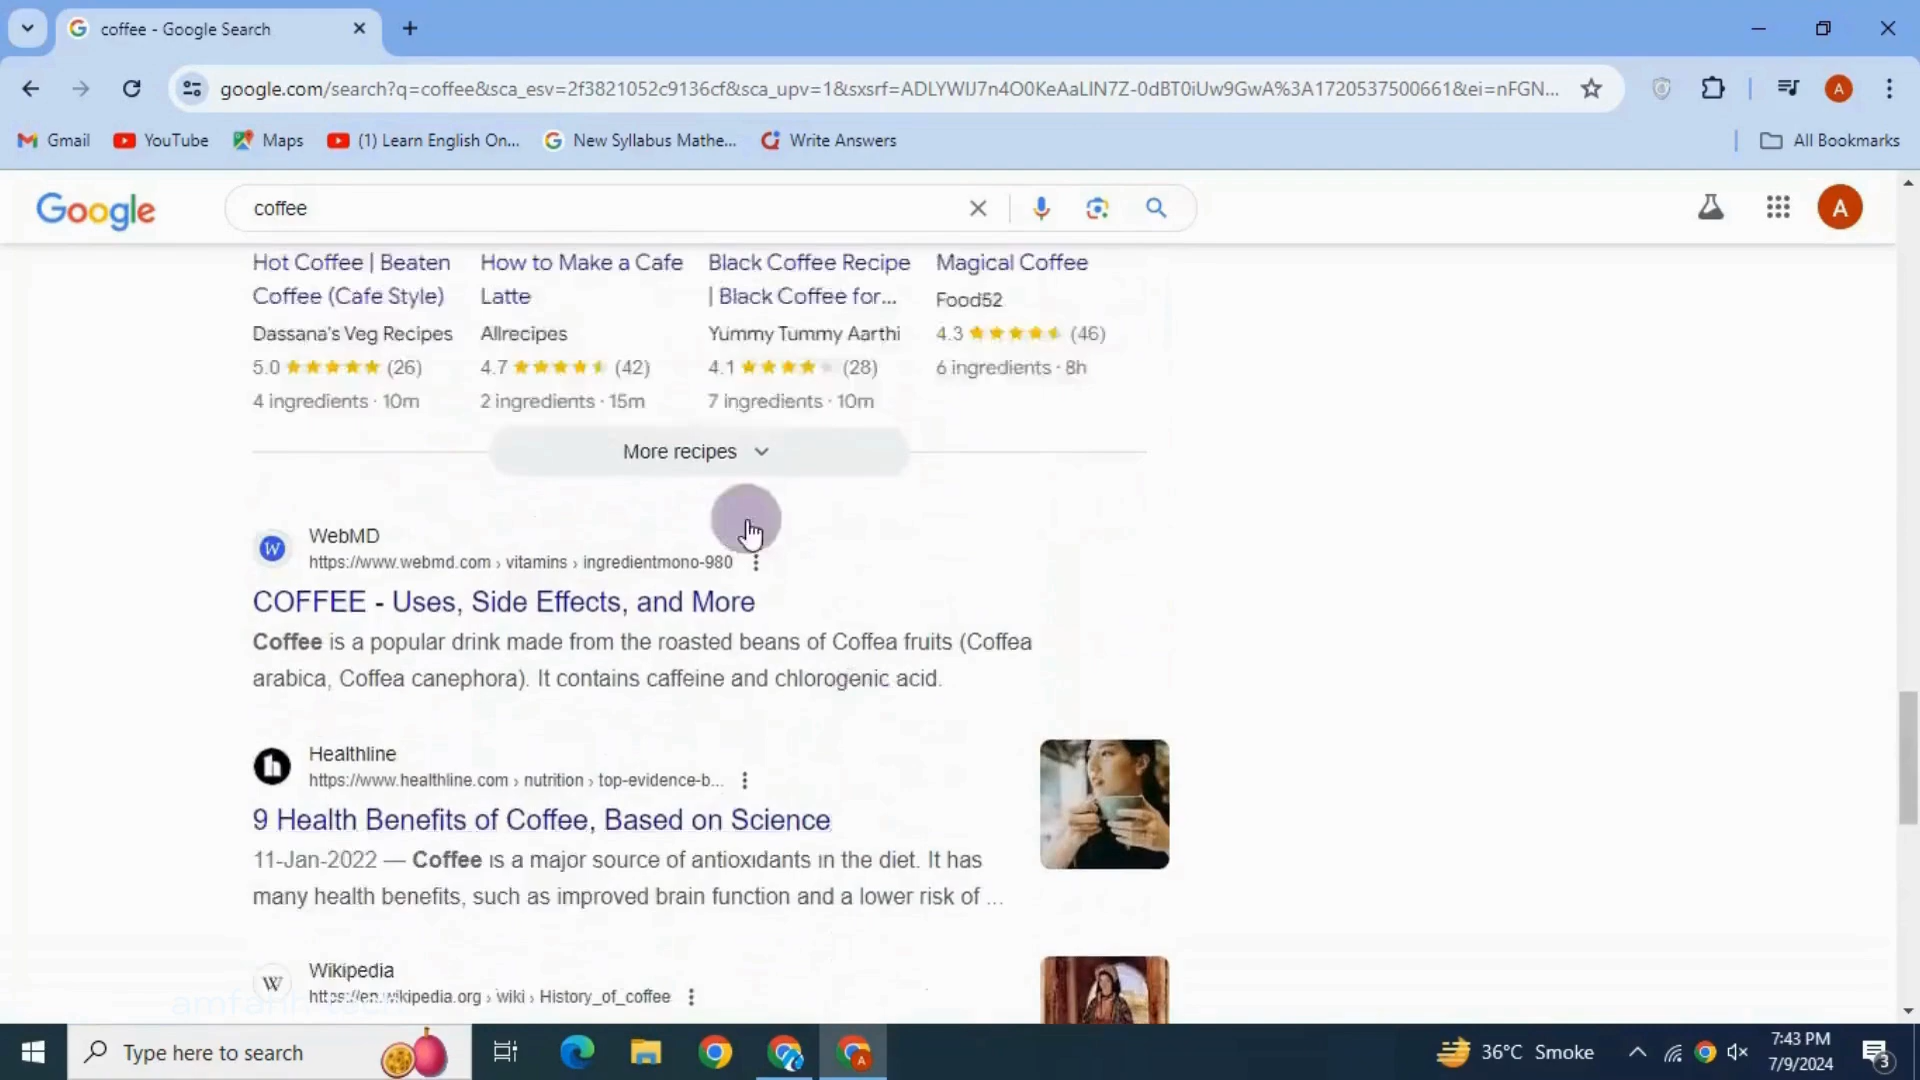 coffee - Google Search
google.com/search?q=coffee&sca_esv=2f3821052c9136cf&sca_upv=1&sxsrf=ADLYWIJ7n4O0KeAaLIN7Z-0dBT0iUw9GwA%3A1720537500661&ei=nFGN...
A
Gmail YouTube Maps (1) Learn English On... New Syllabus Mathe... Write Answers All Bookmarks
Google coffee A
Hot Coffee | Beaten Coffee (Cafe Style)
Dassana's Veg Recipes
5.0 (26)
4 ingredients · 10m
How to Make a Cafe Latte
Allrecipes
4.7 (42)
2 ingredients · 15m
Black Coffee Recipe | Black Coffee for...
Yummy Tummy Aarthi
4.1 (28)
7 ingredients · 10m
Magical Coffee
Food52
4.3 (46)
6 ingredients · 8h
More recipes
W WebMD
https://www.webmd.com › vitamins › ingredientmono-980
COFFEE - Uses, Side Effects, and More
Coffee is a popular drink made from the roasted beans of Coffea fruits (Coffea
arabica, Coffea canephora). It contains caffeine and chlorogenic acid.
h Healthline
https://www.healthline.com › nutrition › top-evidence-b...
9 Health Benefits of Coffee, Based on Science
11-Jan-2022 — Coffee is a major source of antioxidants in the diet. It has
many health benefits, such as improved brain function and a lower risk of ...
W Wikipedia
https://en.wikipedia.org › wiki › History_of_coffee
Type here to search
A
36°C Smoke
7:43 PM
7/9/2024
3